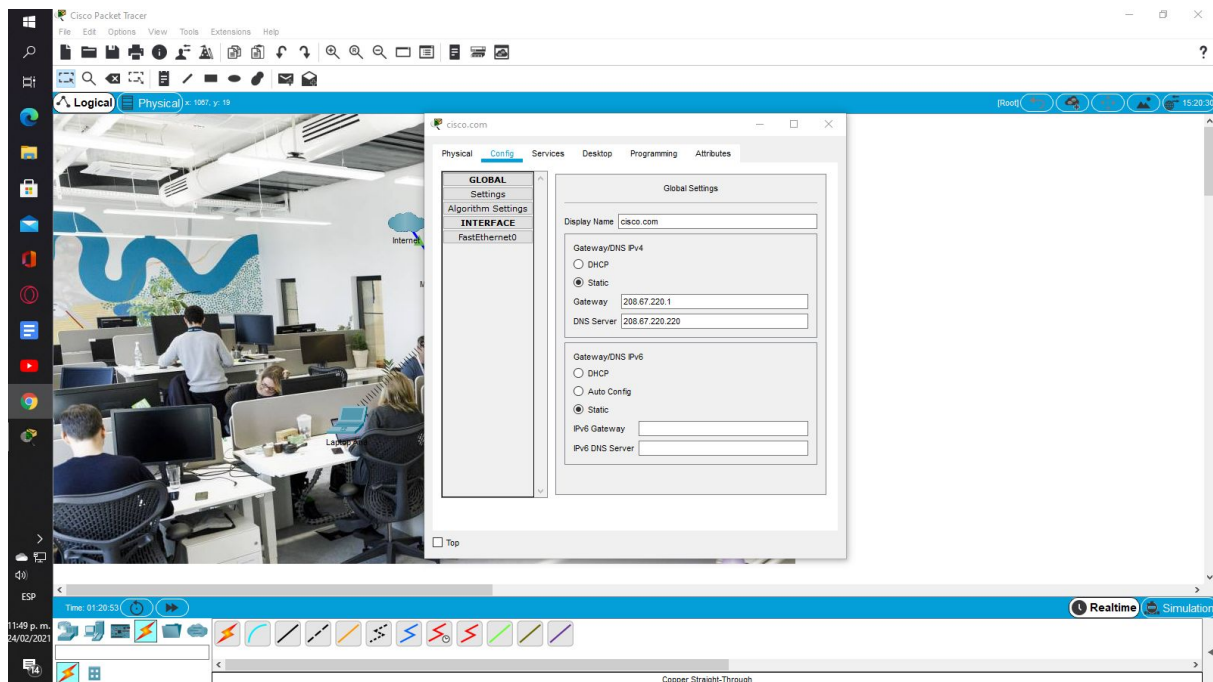 Cisco Packet Tracer
File Edit Options View Tools Extensions Help
?
Logical Physical x: 1067, y: 19
[Root]
15:20:30
cisco.com
Physical Config Services Desktop Programming Attributes
GLOBAL
Settings
Algorithm Settings
INTERFACE
FastEthernet0
Global Settings
Display Name cisco.com
Gateway/DNS IPv4
DHCP
Static
Gateway 208.67.220.1
DNS Server 208.67.220.220
Gateway/DNS IPv6
DHCP
Auto Config
Static
IPv6 Gateway
IPv6 DNS Server
Top
Internet
Time: 01:20:53
Realtime Simulation
ESP
11:49 p. m.
24/02/2021
14
Copper Straight-Through